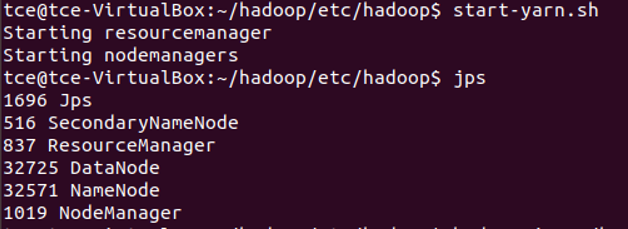 tce@tce-VirtualBox:~/hadoop/etc/hadoop$ start-yarn.sh
Starting resourcemanager
Starting nodemanagers
tce@tce-VirtualBox:~/hadoop/etc/hadoop$ jps
1696 Jps
516 SecondaryNameNode
837 ResourceManager
32725 DataNode
32571 NameNode
1019 NodeManager